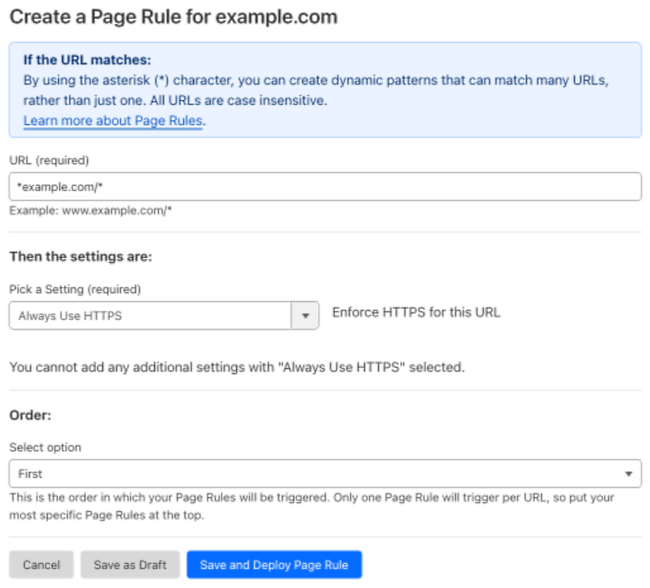 Create a Page Rule for example.com
If the URL matches:
By using the asterisk (*) character, you can create dynamic patterns that can match many URLs,
rather than just one. All URLs are case insensitive.
Learn more about Page Rules.
URL (required)
*example.com/*
Example: www.example.com/*
Then the settings are:
Pick a Setting (required)
Always Use HTTPS
Enforce HTTPS for this URL
You cannot add any additional settings with "Always Use HTTPS" selected.
Order:
Select option
First
This is the order in which your Page Rules will be triggered. Only one Page Rule will trigger per URL, so put your
most specific Page Rules at the top.
Cancel
Save as Draft
Save and Deploy Page Rule